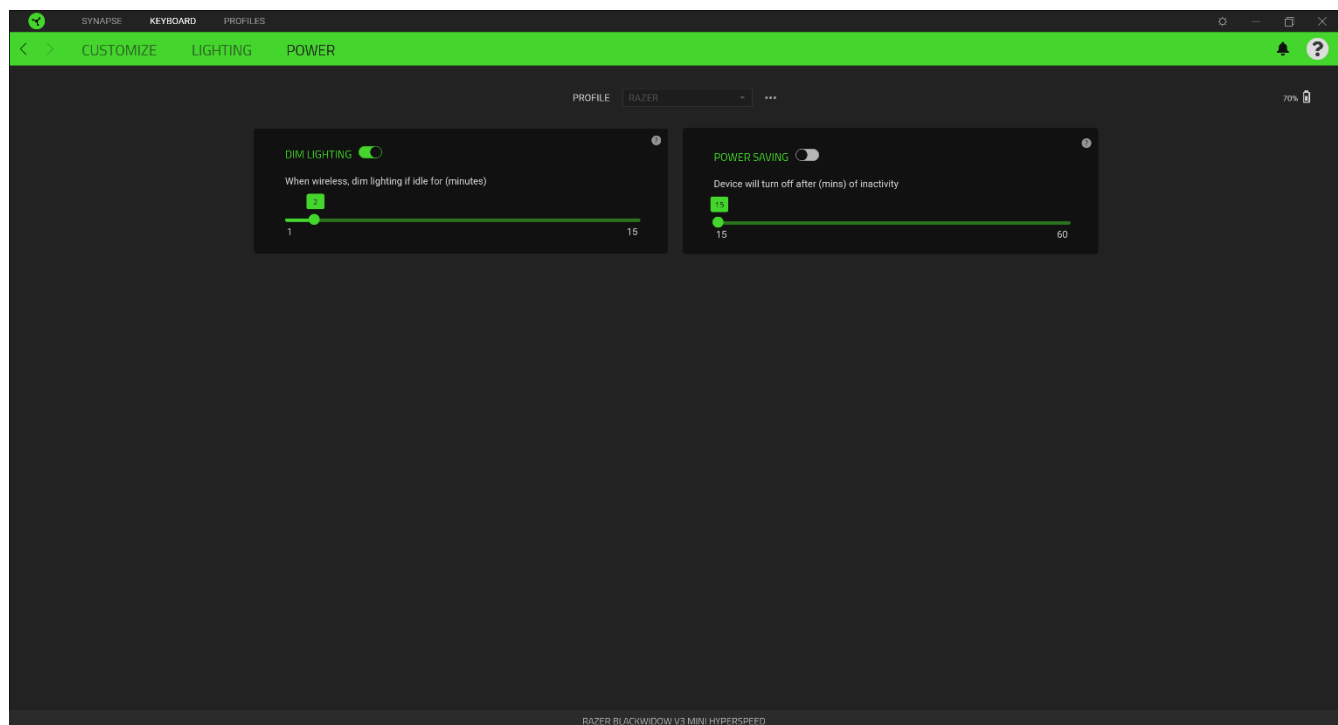 SYNAPSE KEYBOARD PROFILES
CUSTOMIZE LIGHTING POWER ?
PROFILE RAZER ••• 70%
DIM LIGHTING ?
When wireless, dim lighting if idle for (minutes)
2
1 15
POWER SAVING ?
Device will turn off after (mins) of inactivity
15
15 60
RAZER BLACKWIDOW V3 MINI HYPERSPEED